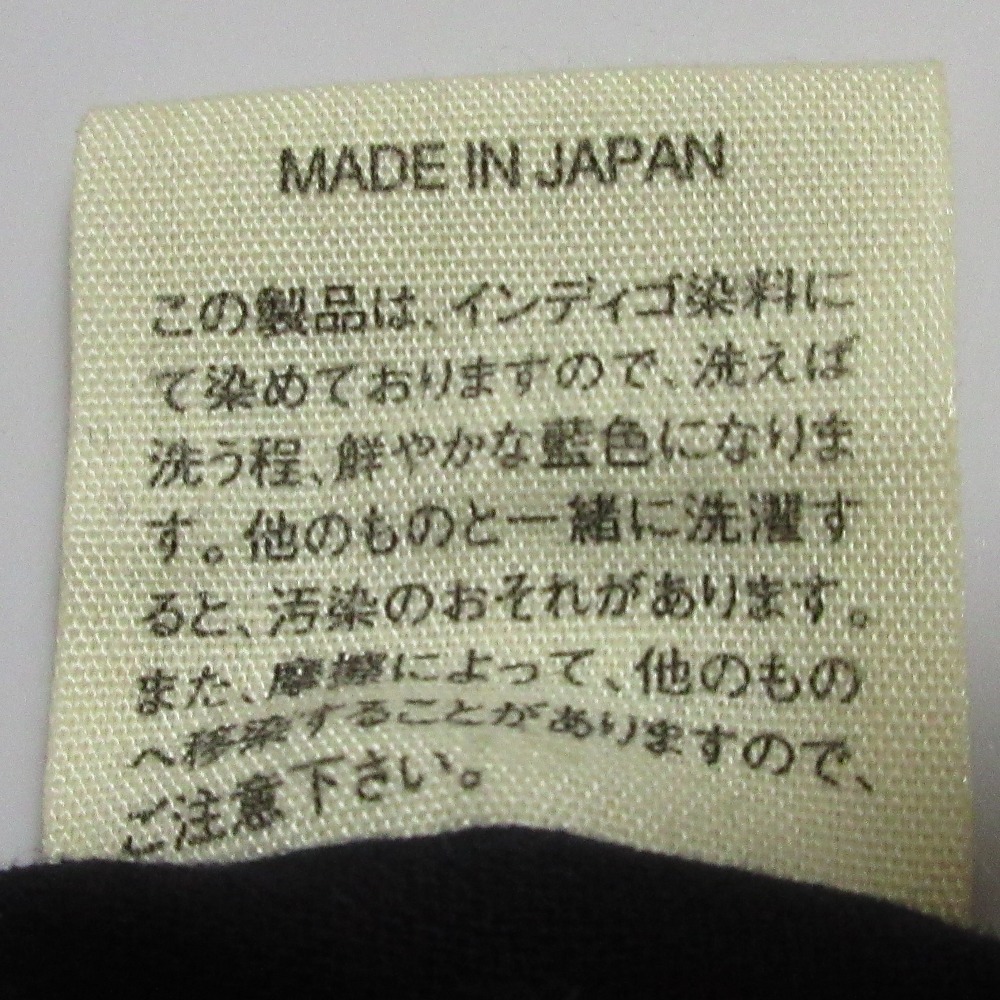 MADE IN JAPAN
この製品は、インディゴ染料に
て染めておりますので、洗えば
洗う程、鮮やかな藍色になりま
す。他のものと一緒に洗濯す
ると、汚染のおそれがあります。
また、摩擦によって、他のもの
へ移染することがありますので、
ご注意下さい。